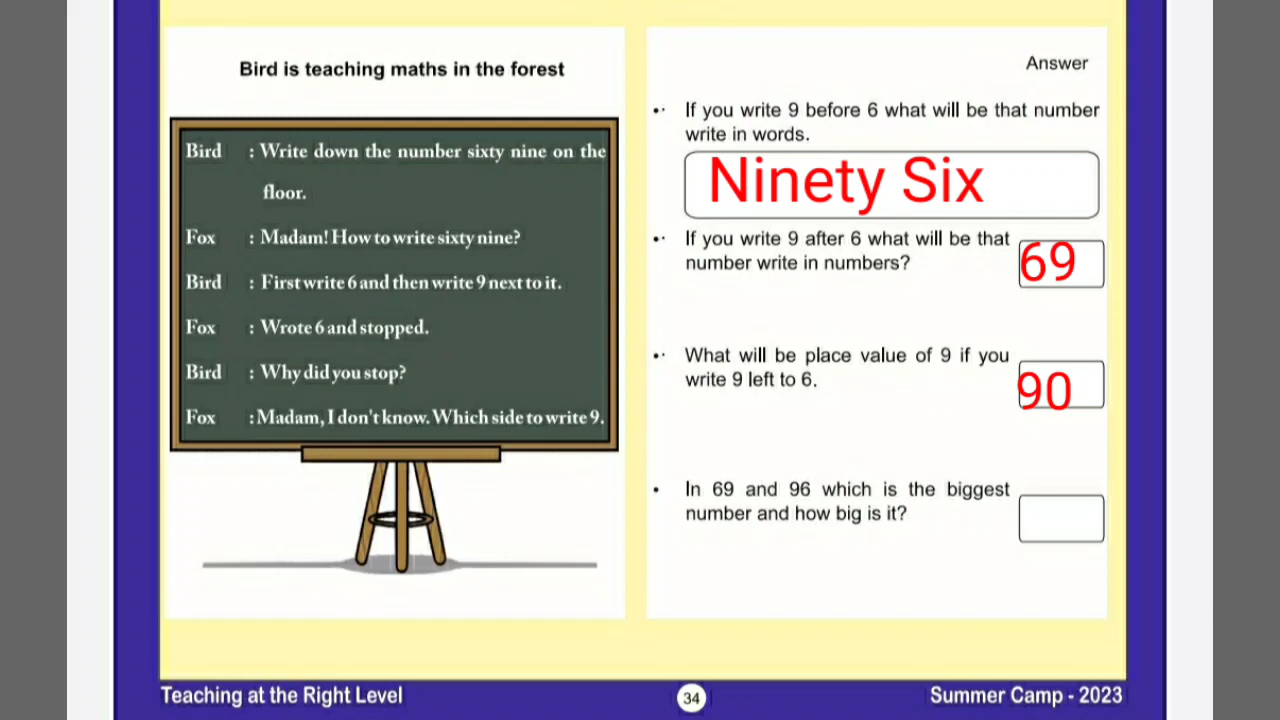 Bird is teaching maths in the forest
Bird : Write down the number sixty nine on the
floor.
Fox : Madam! How to write sixty nine?
Bird : First write 6 and then write 9 next to it.
Fox : Wrote 6 and stopped.
Bird : Why did you stop?
Fox : Madam, I don't know. Which side to write 9.
Answer
•· If you write 9 before 6 what will be that number
write in words.
Ninety Six
•· If you write 9 after 6 what will be that
number write in numbers?
69
•· What will be place value of 9 if you
write 9 left to 6.
90
• In 69 and 96 which is the biggest
number and how big is it?
Teaching at the Right Level
34
Summer Camp - 2023